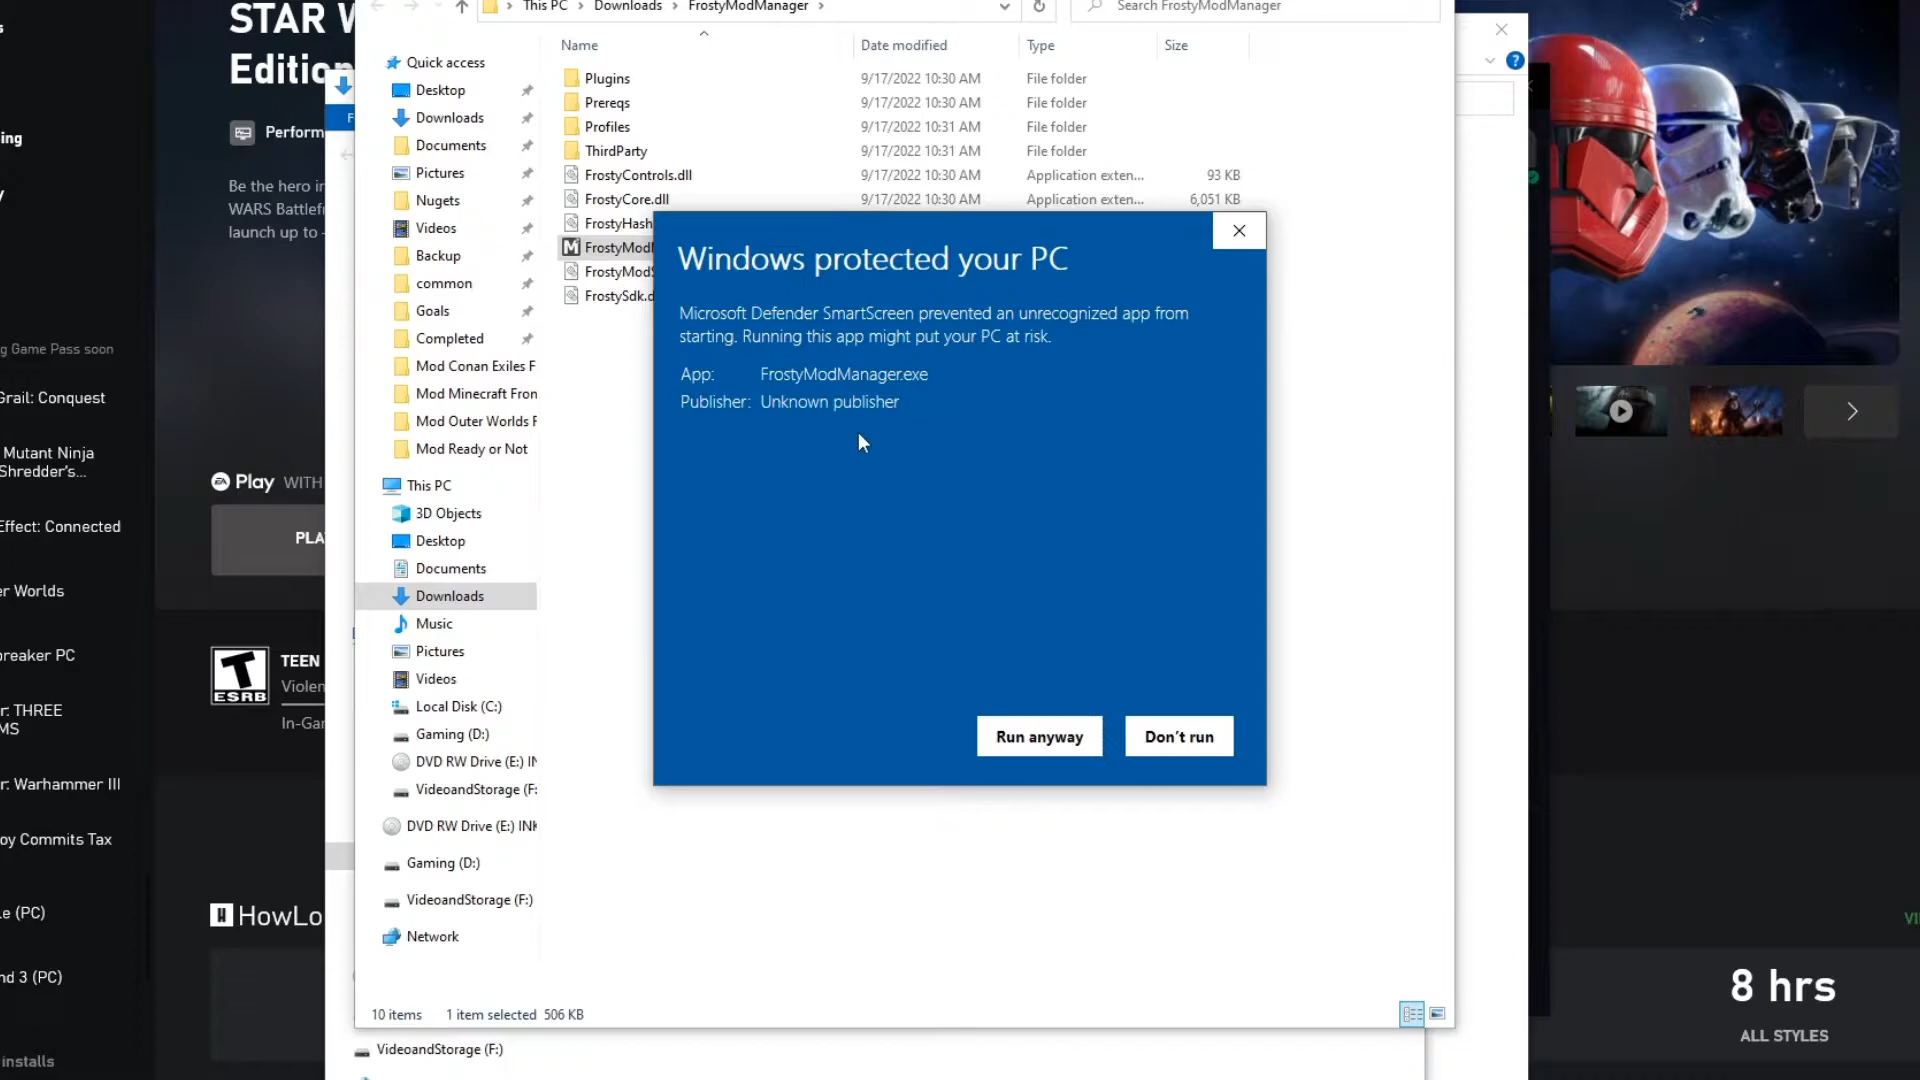 STAR W
Edition
Perform
Be the hero in
WARS Battlefr
launch up to
Play WITH
PLA
TEEN
Violen
In-Gar
T
ESRB
HowLo
ing
y
g Game Pass soon
Grail: Conquest
Mutant Ninja
Shredder's...
Effect: Connected
er Worlds
breaker PC
r: THREE
MS
r: Warhammer III
oy Commits Tax
e (PC)
nd 3 (PC)
installs
This PC > Downloads > FrostyModManager >
Search FrostyModManager
Name Date modified Type Size
Plugins 9/17/2022 10:30 AM File folder
Prereqs 9/17/2022 10:30 AM File folder
Profiles 9/17/2022 10:31 AM File folder
ThirdParty 9/17/2022 10:31 AM File folder
FrostyControls.dll 9/17/2022 10:30 AM Application exten... 93 KB
FrostyCore.dll 9/17/2022 10:30 AM Application exten... 6,051 KB
FrostyHash
FrostyModM
FrostyModS
FrostySdk.d
Quick access
Desktop
Downloads
Documents
Pictures
Nugets
Videos
Backup
common
Goals
Completed
Mod Conan Exiles F
Mod Minecraft Fron
Mod Outer Worlds F
Mod Ready or Not
This PC
3D Objects
Desktop
Documents
Downloads
Music
Pictures
Videos
Local Disk (C:)
Gaming (D:)
DVD RW Drive (E:) IN
VideoandStorage (F:
DVD RW Drive (E:) INK
Gaming (D:)
VideoandStorage (F:)
Network
10 items 1 item selected 506 KB
VideoandStorage (F:)
Windows protected your PC
Microsoft Defender SmartScreen prevented an unrecognized app from
starting. Running this app might put your PC at risk.
App: FrostyModManager.exe
Publisher: Unknown publisher
Run anyway
Don't run
8 hrs
ALL STYLES